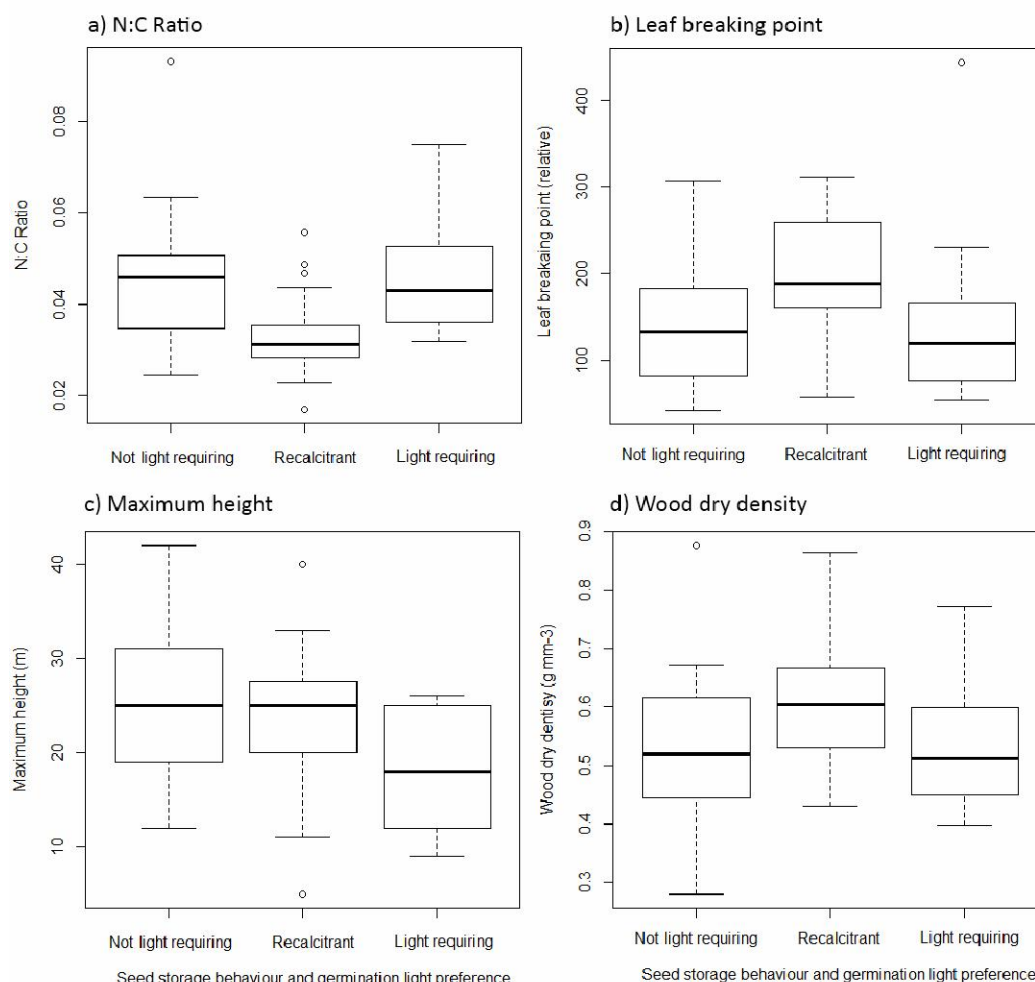 a) N:C Ratio
0.08
0.06
0.04
0.02
N:C Ratio
Not light requiring
Recalcitrant
Light requiring
b) Leaf breaking point
400
300
200
100
Leaf breakaing point (relative)
Not light requiring
Recalcitrant
Light requiring
c) Maximum height
40
30
20
10
Maximum height (m)
Not light requiring
Recalcitrant
Light requiring
Seed storage behaviour and germination light preference
d) Wood dry density
0.9
0.8
0.7
0.6
0.5
0.4
0.3
Wood dry dentisy (g mm-3)
Not light requiring
Recalcitrant
Light requiring
Seed storage behaviour and germination light preference